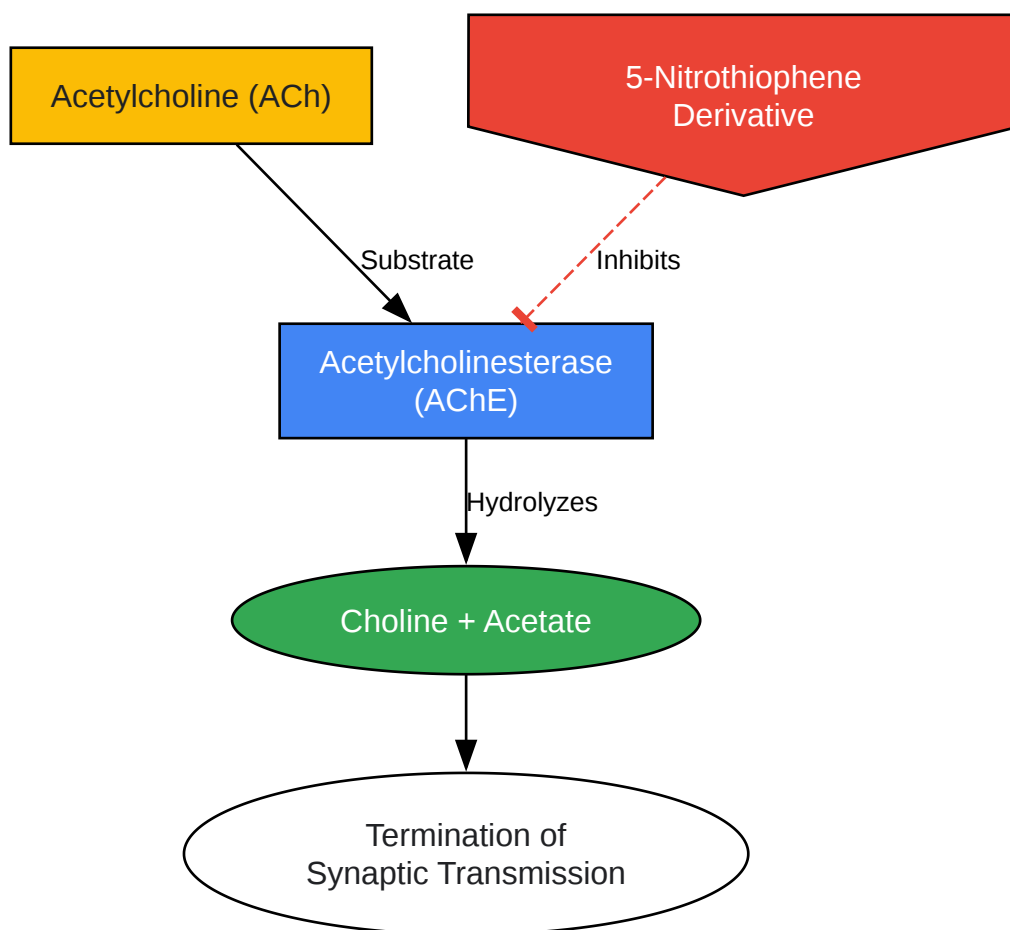 Acetylcholine (ACh)
5-Nitrothiophene
Derivative
Substrate
Inhibits
Acetylcholinesterase
(AChE)
Hydrolyzes
Choline + Acetate
Termination of
Synaptic Transmission